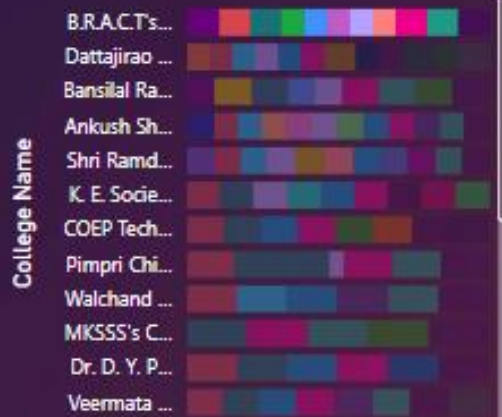 College Name
B.R.A.C.T's...
Dattajirao ...
Bansilal Ra...
Ankush Sh...
Shri Ramd...
K. E. Socie...
COEP Tech...
Pimpri Chi...
Walchand ...
MKSSS's C...
Dr. D. Y. P...
Veermata ...